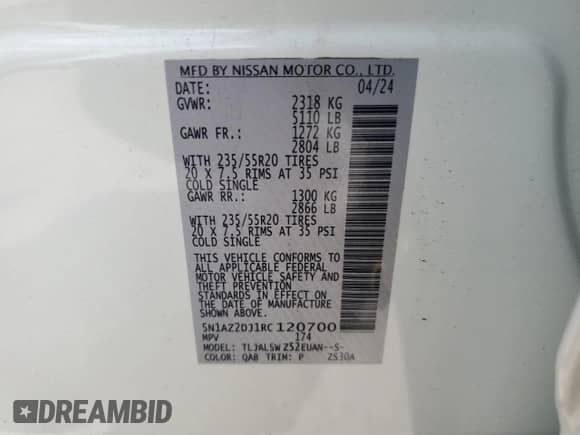 MFD BY NISSAN MOTOR CO., LTD.
DATE: 04/24
GVWR: 2318 KG
5110 LB
GAWR FR.: 1272 KG
2804 LB
WITH 235/55R20 TIRES
20 X 7.5 RIMS AT 35 PSI
COLD SINGLE
GAWR RR.: 1300 KG
2866 LB
WITH 235/55R20 TIRES
20 X 7.5 RIMS AT 35 PSI
COLD SINGLE
THIS VEHICLE CONFORMS TO
ALL APPLICABLE FEDERAL
MOTOR VEHICLE SAFETY AND
THEFT PREVENTION
STANDARDS IN EFFECT ON
THE DATE OF MANUFACTURE
5N1AZ2DJ1RC120700
MPV 174
MODEL: TLJALSW Z52EUAN--S-
COLOR: QAB TRIM: P ZS30A
DREAMBID